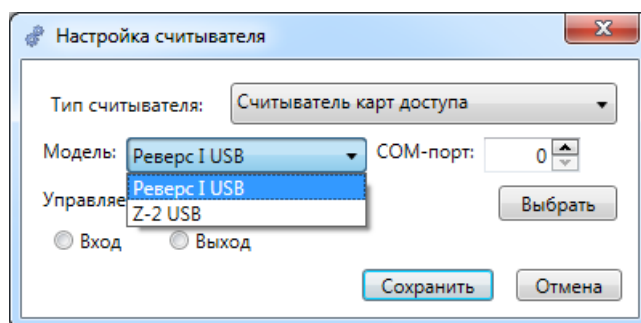 Настройка считывателя
Тип считывателя: Считыватель карт доступа
Модель: Реверс I USB COM-порт: 0
Реверс I USB
Управляе Z-2 USB Выбрать
Вход Выход
Сохранить Отмена